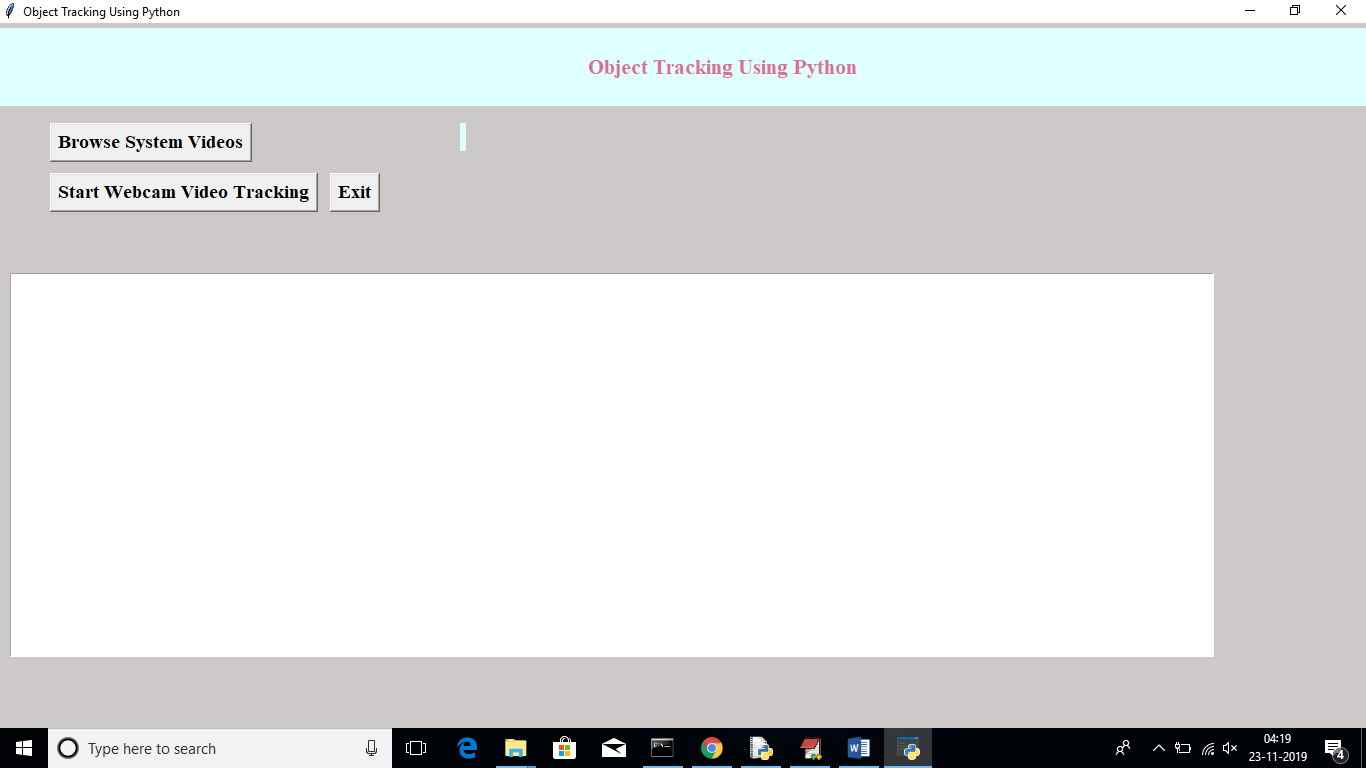 Object Tracking Using Python
Object Tracking Using Python
Browse System Videos
Start Webcam Video Tracking
Exit
Type here to search
04:19
23-11-2019
4